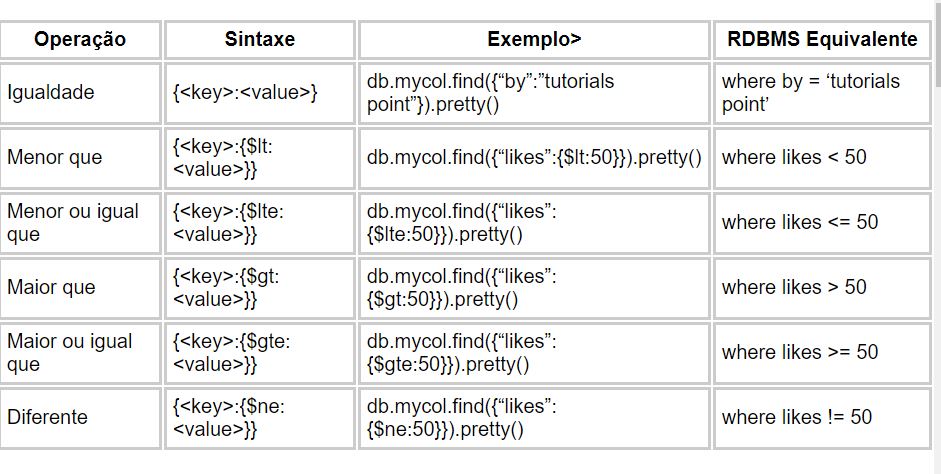 Operação Sintaxe Exemplo> RDBMS Equivalente
Igualdade {<key>:<value>} db.mycol.find({“by”:”tutorials
point”}).pretty() where by = ‘tutorials
point’
Menor que {<key>:{$lt:
<value>}} db.mycol.find({“likes”:{$lt:50}}).pretty() where likes < 50
Menor ou igual
que {<key>:{$lte:
<value>}} db.mycol.find({“likes”:
{$lte:50}}).pretty() where likes <= 50
Maior que {<key>:{$gt:
<value>}} db.mycol.find({“likes”:
{$gt:50}}).pretty() where likes > 50
Maior ou igual
que {<key>:{$gte:
<value>}} db.mycol.find({“likes”:
{$gte:50}}).pretty() where likes >= 50
Diferente {<key>:{$ne:
<value>}} db.mycol.find({“likes”:
{$ne:50}}).pretty() where likes != 50